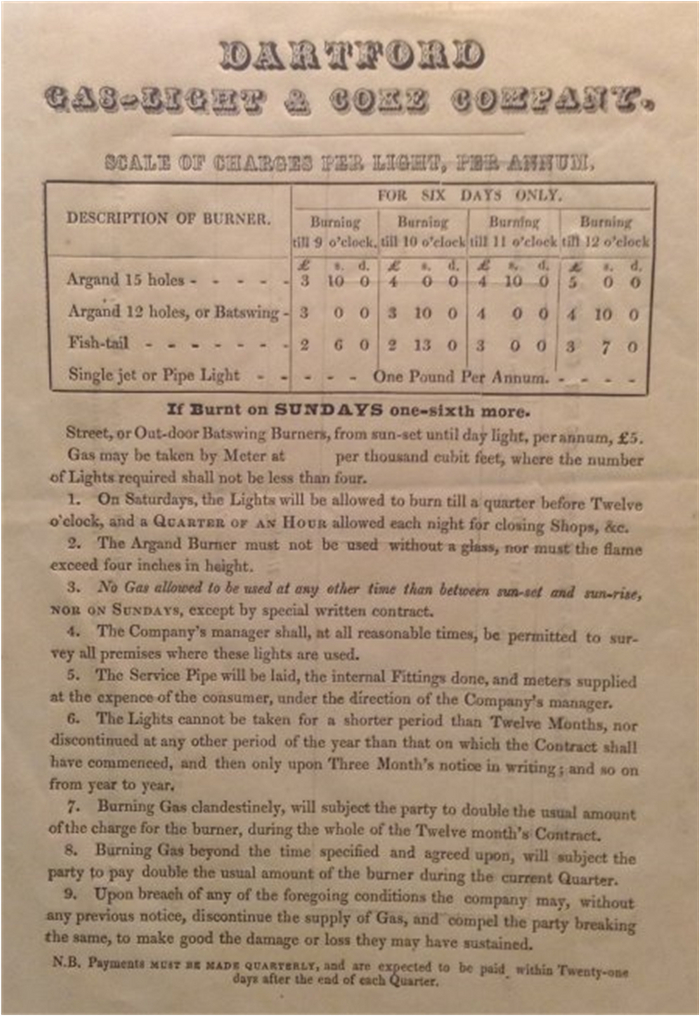 DARTFORD
GAS-LIGHT & COKE COMPANY.
SCALE OF CHARGES PER LIGHT, PER ANNUM.
DESCRIPTION OF BURNER.
FOR SIX DAYS ONLY.
Burning till 9 o'clock. Burning till 10 o'clock Burning till 11 o'clock Burning till 12 o'clock
£ s. d. £ s. d. £ s. d. £ s. d.
Argand 15 holes - - - - - 3 10 0 4 0 0 4 10 0 5 0 0
Argand 12 holes, or Batswing - 3 0 0 3 10 0 4 0 0 4 10 0
Fish-tail - - - - - - - 2 6 0 2 13 0 3 0 0 3 7 0
Single jet or Pipe Light - - - - - One Pound Per Annum. - - - -
If Burnt on SUNDAYS one-sixth more.
Street, or Out-door Batswing Burners, from sun-set until day light, per annum, £5.
Gas may be taken by Meter at per thousand cubit feet, where the number
of Lights required shall not be less than four.
1. On Saturdays, the Lights will be allowed to burn till a quarter before Twelve
o'clock, and a QUARTER OF AN HOUR allowed each night for closing Shops, &c.
2. The Argand Burner must not be used without a glass, nor must the flame
exceed four inches in height.
3. No Gas allowed to be used at any other time than between sun-set and sun-rise,
NOR ON SUNDAYS, except by special written contract.
4. The Company's manager shall, at all reasonable times, be permitted to sur-
vey all premises where these lights are used.
5. The Service Pipe will be laid, the internal Fittings done, and meters supplied
at the expence of the consumer, under the direction of the Company's manager.
6. The Lights cannot be taken for a shorter period than Twelve Months, nor
discontinued at any other period of the year than that on which the Contract shall
have commenced, and then only upon Three Month's notice in writing; and so on
from year to year.
7. Burning Gas clandestinely, will subject the party to double the usual amount
of the charge for the burner, during the whole of the Twelve month's Contract.
8. Burning Gas beyond the time specified and agreed upon, will subject the
party to pay double the usual amount of the burner during the current Quarter.
9. Upon breach of any of the foregoing conditions the company may, without
any previous notice, discontinue the supply of Gas, and compel the party breaking
the same, to make good the damage or loss they may have sustained.
N.B. Payments MUST BE MADE QUARTERLY, and are expected to be paid within Twenty-one
days after the end of each Quarter.